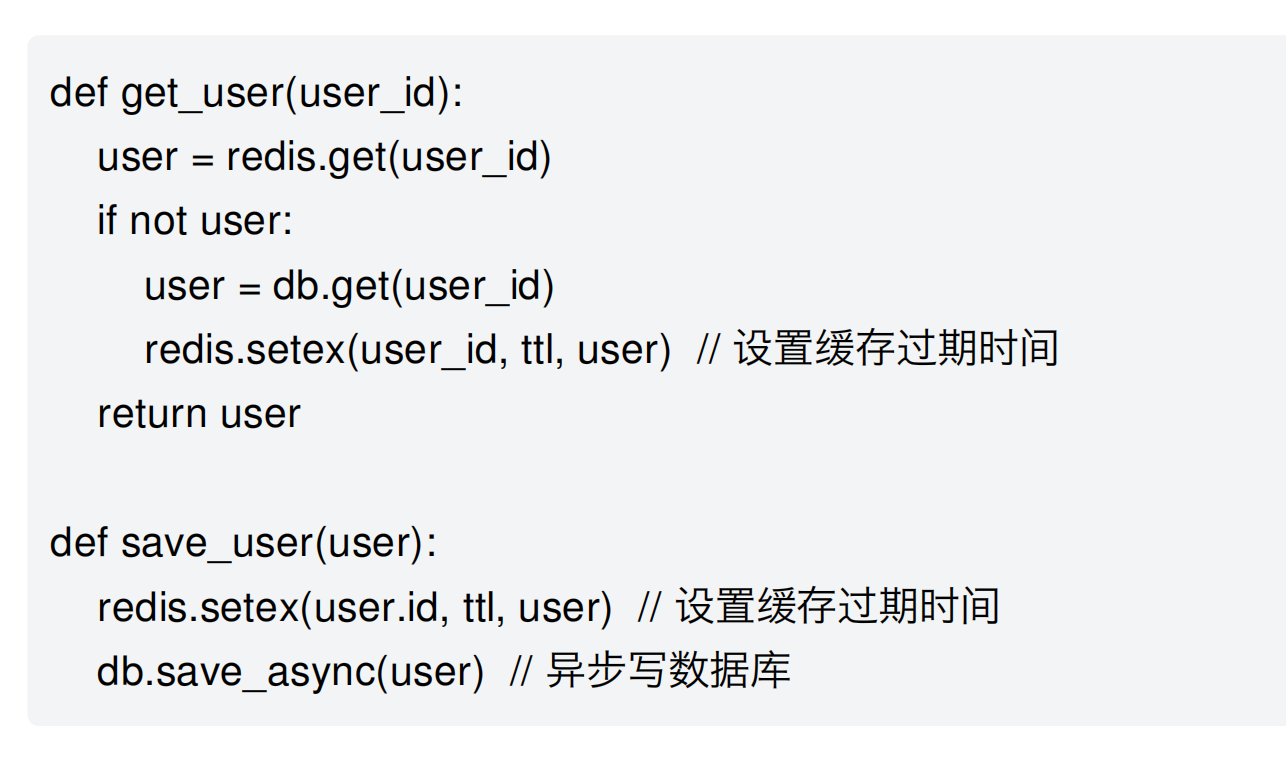 def get_user(user_id):
    user = redis.get(user_id)
    if not user:
        user = db.get(user_id)
        redis.setex(user_id, ttl, user)  // 设置缓存过期时间
    return user

def save_user(user):
    redis.setex(user.id, ttl, user)  // 设置缓存过期时间
    db.save_async(user)  // 异步写数据库